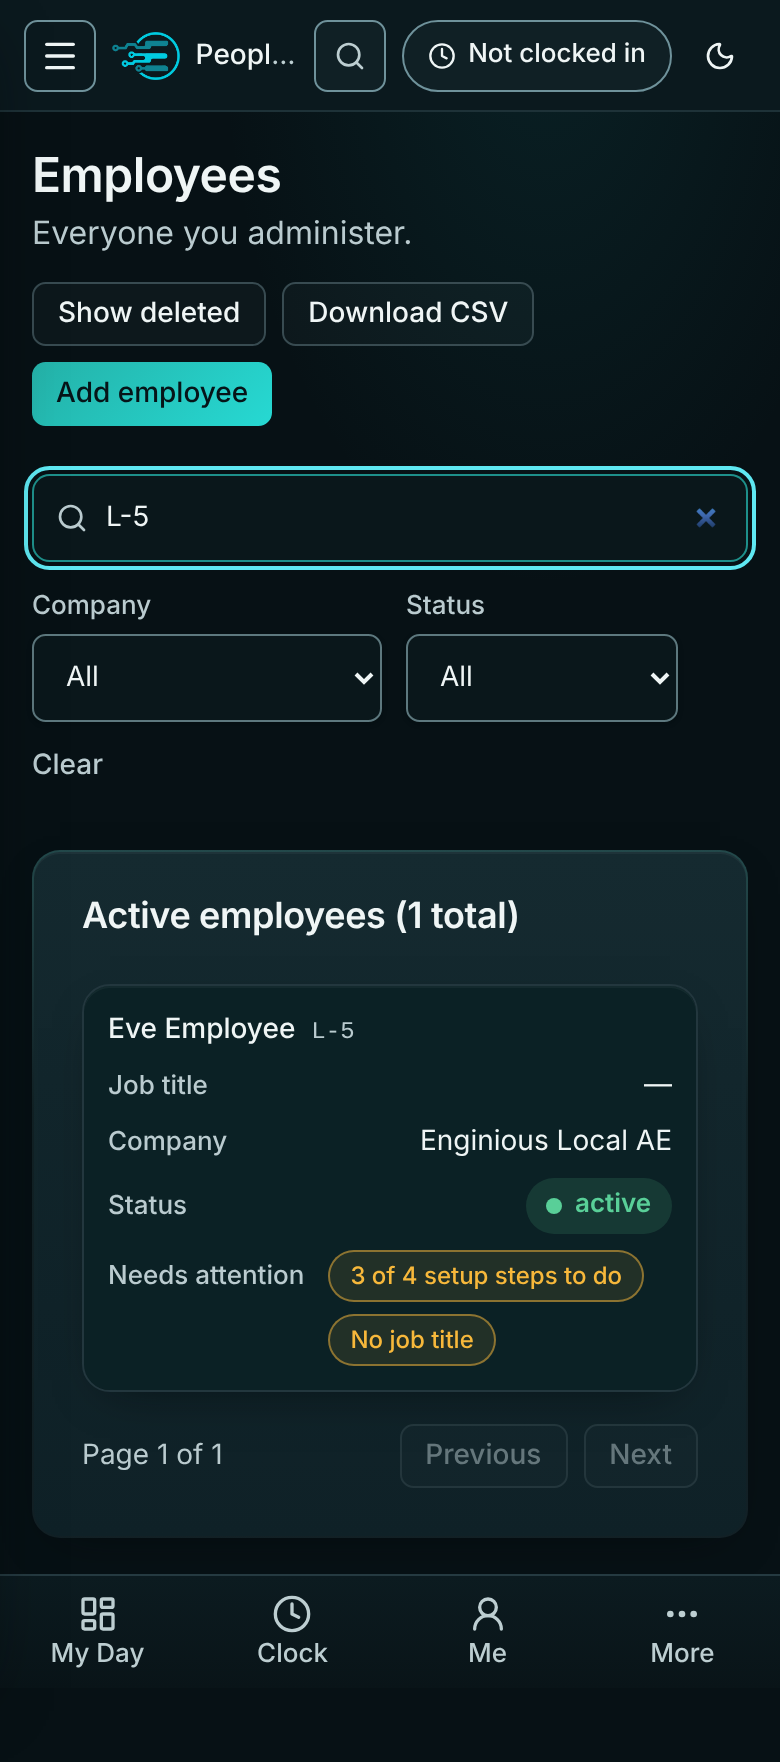 Peopl...
Not clocked in
Employees
Everyone you administer.
Show deleted
Download CSV
Add employee
L-5
Company
Status
All
All
Clear
Active employees (1 total)
Eve Employee L-5
Job title —
Company Enginious Local AE
Status active
Needs attention 3 of 4 setup steps to do
No job title
Page 1 of 1
Previous
Next
My Day
Clock
Me
More